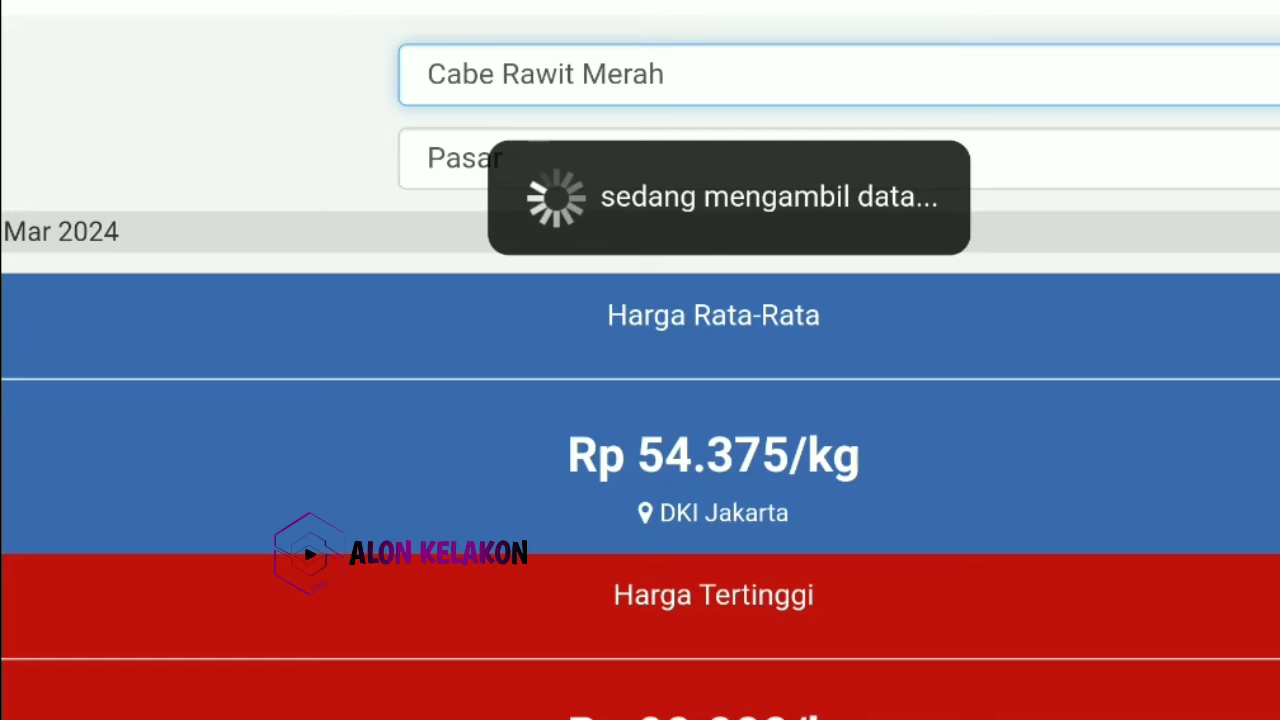 Cabe Rawit Merah
Pasar
sedang mengambil data...
Mar 2024
Harga Rata-Rata
Rp 54.375/kg
DKI Jakarta
ALON KELAKON
Harga Tertinggi